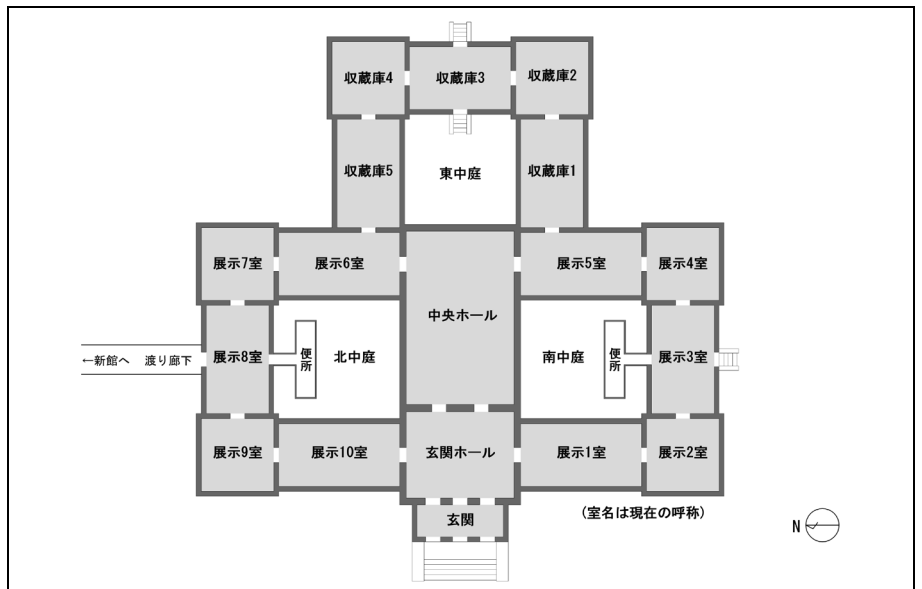 収蔵庫4
収蔵庫3
収蔵庫2
収蔵庫5
東中庭
収蔵庫1
展示7室
展示6室
展示5室
展示4室
中央ホール
←新館へ 渡り廊下
展示8室
便所
北中庭
南中庭
便所
展示3室
展示9室
展示10室
玄関ホール
展示1室
展示2室
玄関
(室名は現在の呼称)
N